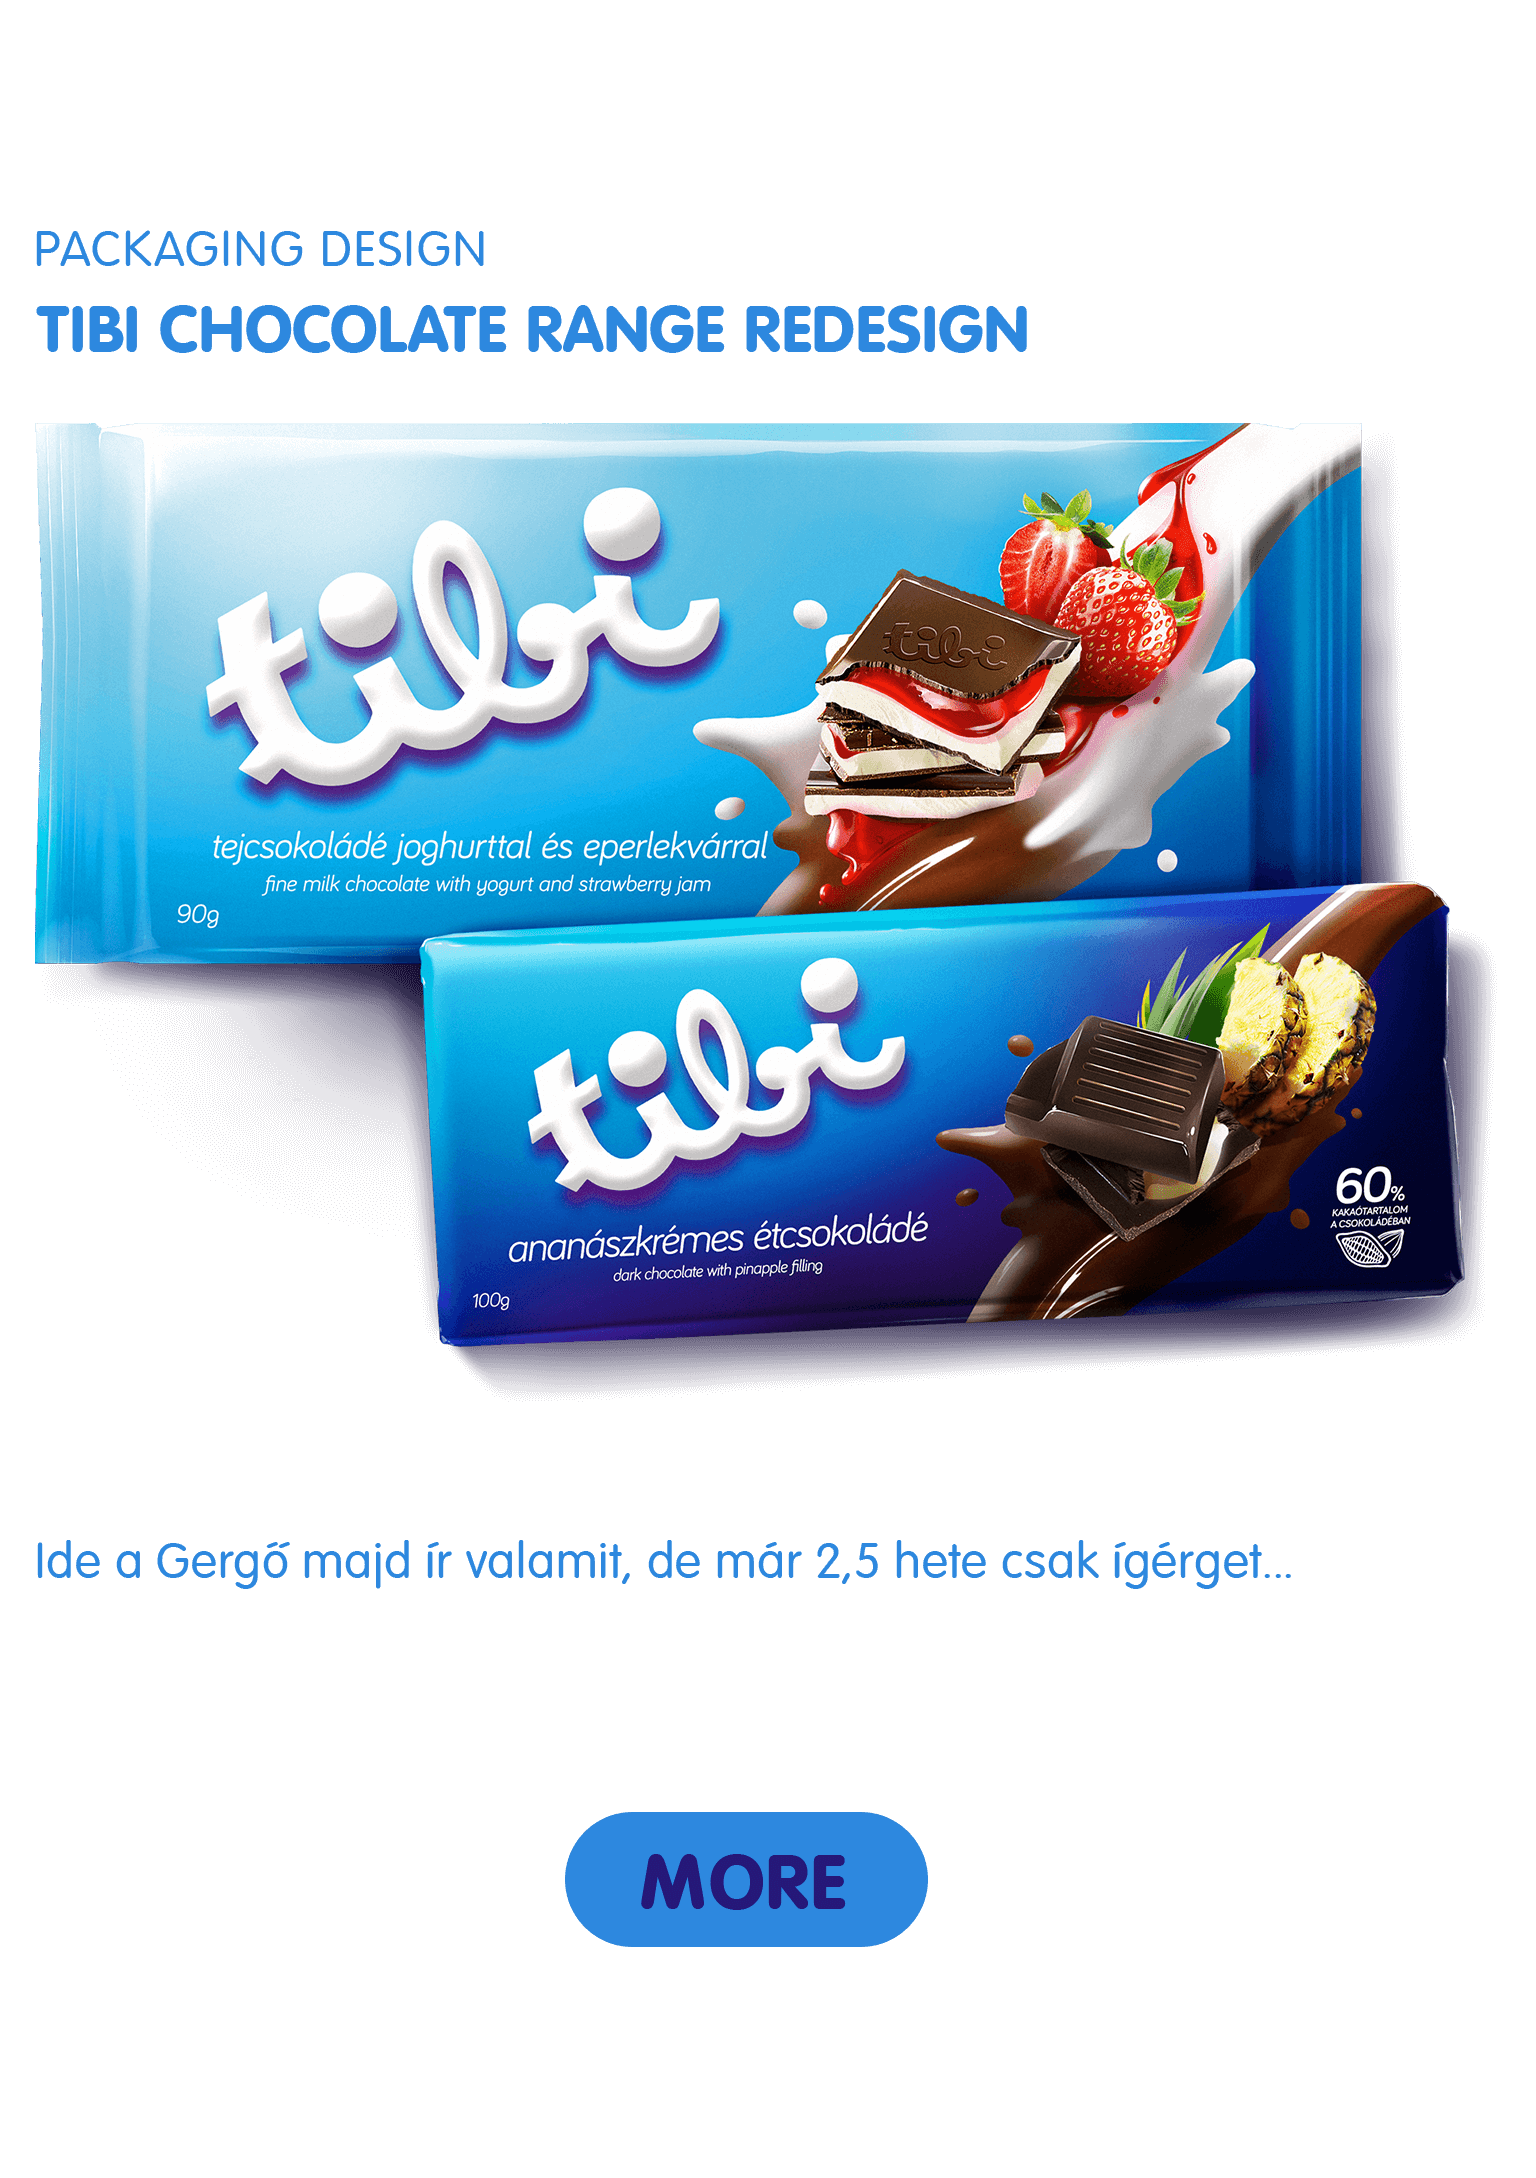 PACKAGING DESIGN
TIBI CHOCOLATE RANGE REDESIGN
tibi
tibi
tejcsokoládé joghurttal és eperlekvárral
fine milk chocolate with yogurt and strawberry jam
90g
tibi
60%
KAKAÓTARTALOM
A CSOKOLÁDÉBAN
ananászkrémes étcsokoládé
dark chocolate with pinapple filling
100g
Ide a Gergő majd ír valamit, de már 2,5 hete csak ígérget...
MORE